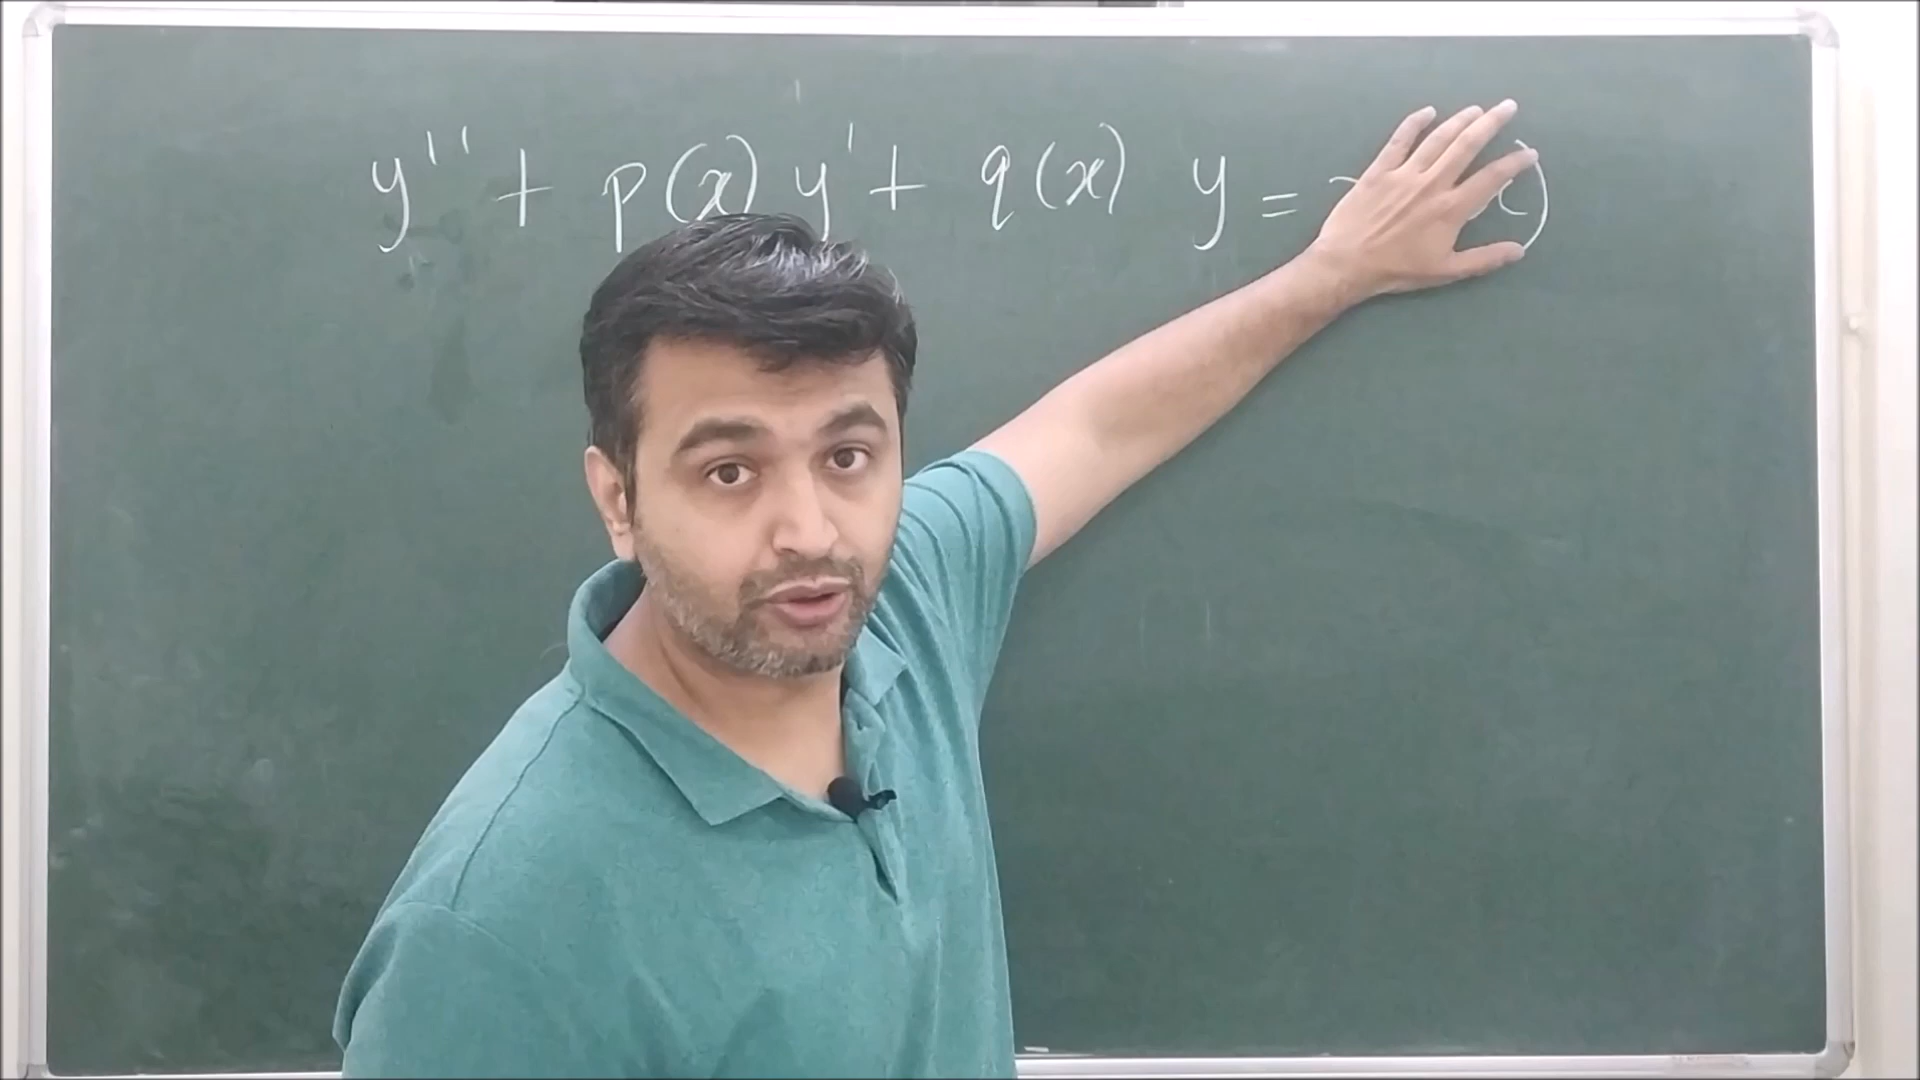 y'' + p(x) y' + q(x) y =